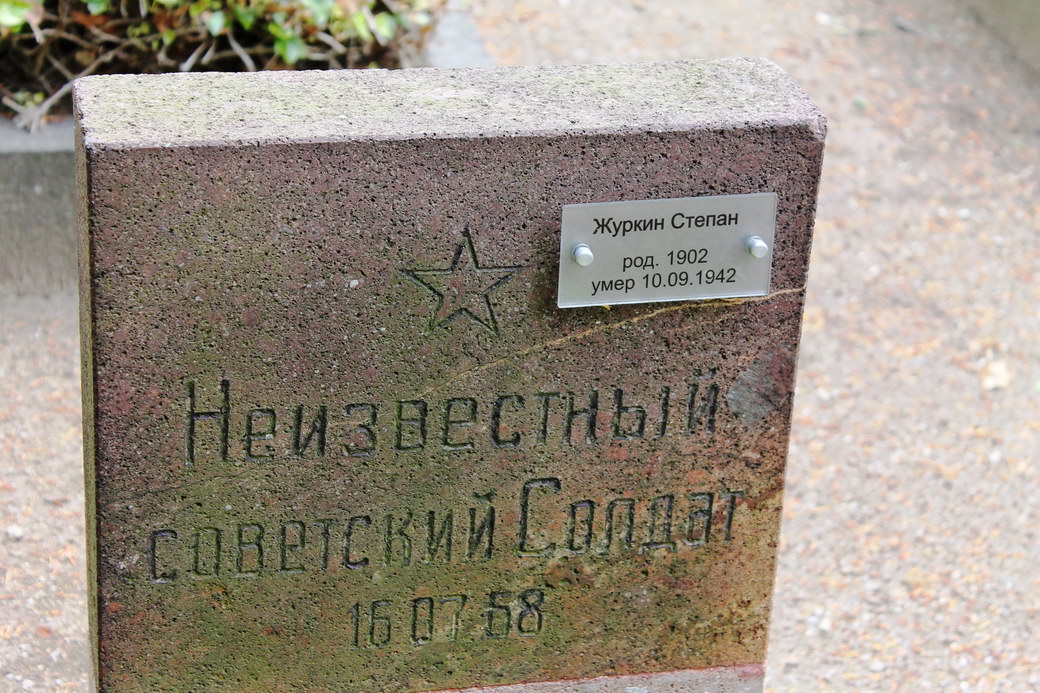 Журкин Степан
род. 1902
умер 10.09.1942
Неизвестный
советский Солдат
16 07 58